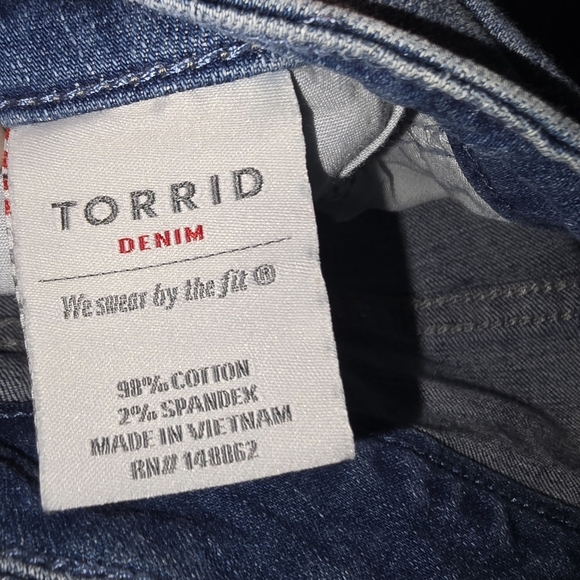 TORRID
DENIM
We swear by the fit ®
98% COTTON
2% SPANDEX
MADE IN VIETNAM
RN# 148862